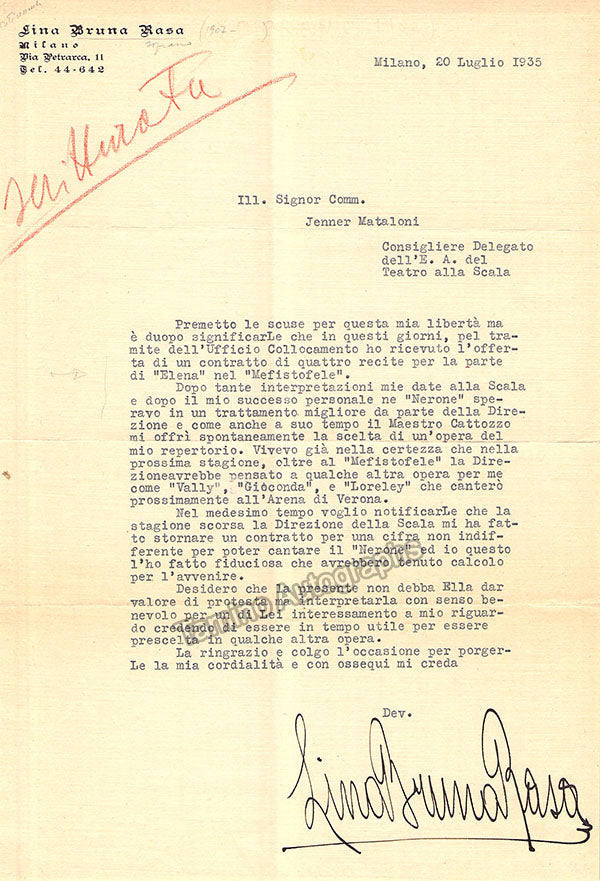 Lina Bruna Rasa
Milano
Via Petrarca, 11
Tel. 44-642
(1907-
soprano
Milano, 20 Luglio 1935
scritturata
Ill. Signor Comm.
Jenner Mataloni
Consigliere Delegato
dell'E. A. del
Teatro alla Scala
Premetto le scuse per questa mia libertà ma
è duopo significarLe che in questi giorni, pel tra-
mite dell'Ufficio Collocamento ho ricevuto l'offer-
ta di un contratto di quattro recite per la parte
di "Elena" nel "Mefistofele".
Dopo tante interpretazioni mie date alla Scala
e dopo il mio successo personale ne "Nerone" spe-
ravo in un trattamento migliore da parte della Dire-
zione e come anche a suo tempo il Maestro Cattozzo
mi offrì spontaneamente la scelta di un'opera del
mio repertorio. Vivevo già nella certezza che nella
prossima stagione, oltre al "Mefistofele" la Dire-
zioneavrebbe pensato a qualche altra opera per me
come "Vally", "Gioconda", e "Loreley" che canterò
prossimamente all'Arena di Verona.
Nel medesimo tempo voglio notificarLe che la
stagione scorsa la Direzione della Scala mi ha fat-
to stornare un contratto per una cifra non indif-
ferente per poter cantare il "Nerone" ed io questo
l'ho fatto fiduciosa che avrebbero tenuto calcolo
per l'avvenire.
Desidero che la presente non debba Ella dar
valore di protesta ma interpretarla con senso be-
nevolo per un di Lei interessamento a mio riguar-
do credendo di essere in tempo utile per essere
prescelta in qualche altra opera.
La ringrazio e colgo l'occasione per porger-
Le la mia cordialità e con ossequi mi creda
Dev.
Lina Bruna Rasa
Tamino Autographs